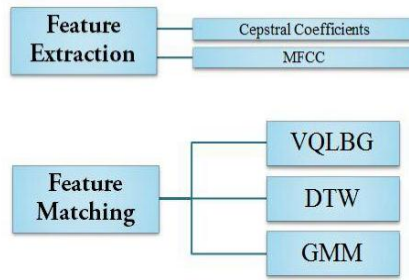 Feature
Extraction
Cepstral Coefficients
MFCC
Feature
Matching
VQLBG
DTW
GMM